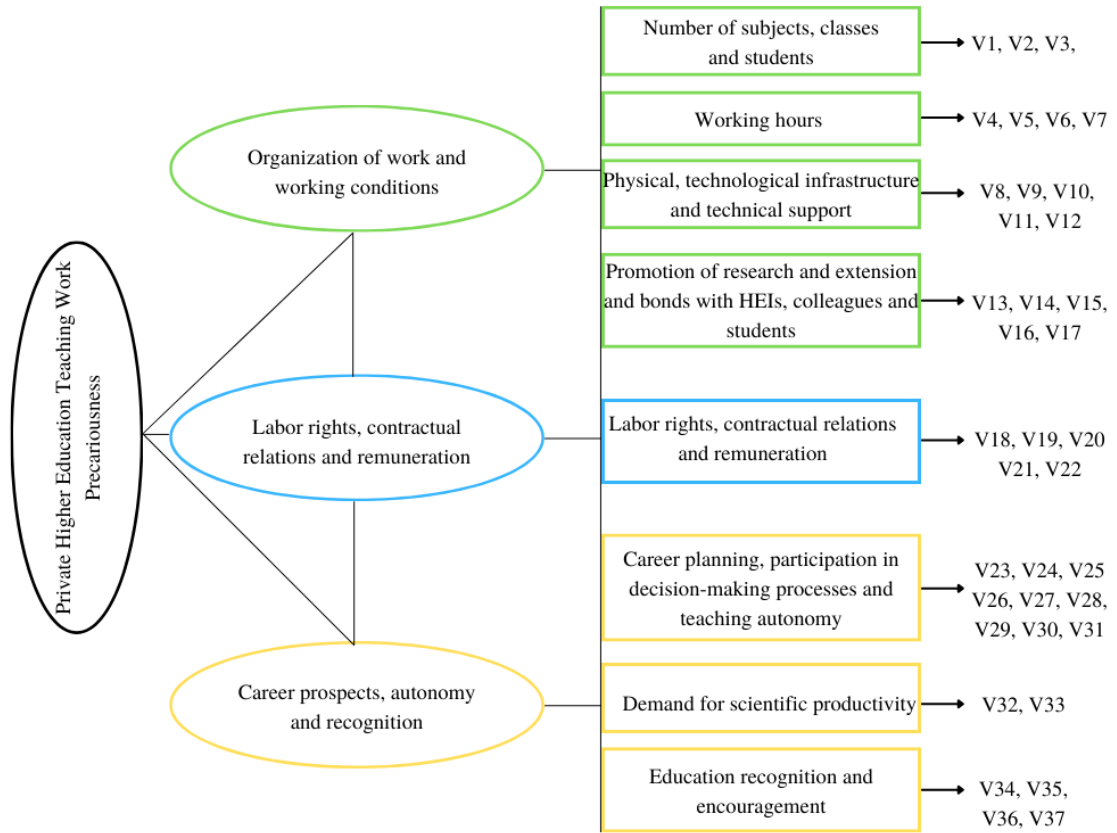 Private Higher Education Teaching Work
Precariousness
Organization of work and
working conditions
Labor rights, contractual
relations and remuneration
Career prospects, autonomy
and recognition
Number of subjects, classes
and students
V1, V2, V3,
Working hours
V4, V5, V6, V7
Physical, technological infrastructure
and technical support
V8, V9, V10,
V11, V12
Promotion of research and extension
and bonds with HEIs, colleagues and
students
V13, V14, V15,
V16, V17
Labor rights, contractual relations
and remuneration
V18, V19, V20
V21, V22
Career planning, participation in
decision-making processes and
teaching autonomy
V23, V24, V25
V26, V27, V28,
V29, V30, V31
Demand for scientific productivity
V32, V33
Education recognition and
encouragement
V34, V35,
V36, V37